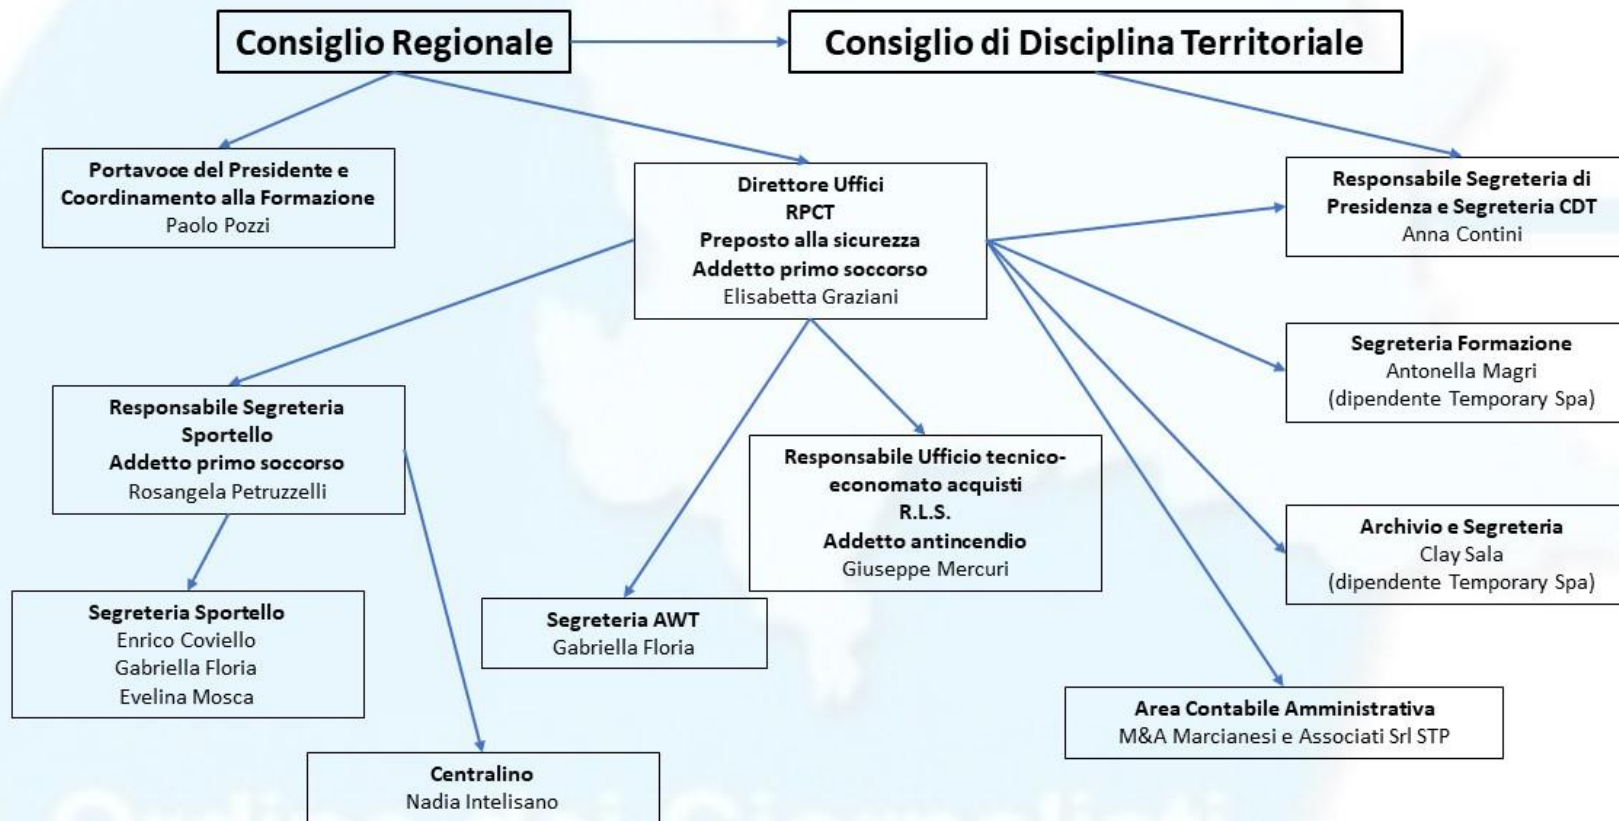 Consiglio Regionale
Consiglio di Disciplina Territoriale
Portavoce del Presidente e
Coordinamento alla Formazione
Paolo Pozzi
Direttore Uffici
RPCT
Preposto alla sicurezza
Addetto primo soccorso
Elisabetta Graziani
Responsabile Segreteria di
Presidenza e Segreteria CDT
Anna Contini
Segreteria Formazione
Antonella Magri
(dipendente Temporary Spa)
Responsabile Segreteria
Sportello
Addetto primo soccorso
Rosangela Petruzzelli
Responsabile Ufficio tecnico-
economato acquisti
R.L.S.
Addetto antincendio
Giuseppe Mercuri
Archivio e Segreteria
Clay Sala
(dipendente Temporary Spa)
Segreteria Sportello
Enrico Coviello
Gabriella Floria
Evelina Mosca
Segreteria AWT
Gabriella Floria
Area Contabile Amministrativa
M&A Marcianesi e Associati Srl STP
Centralino
Nadia Intelisano